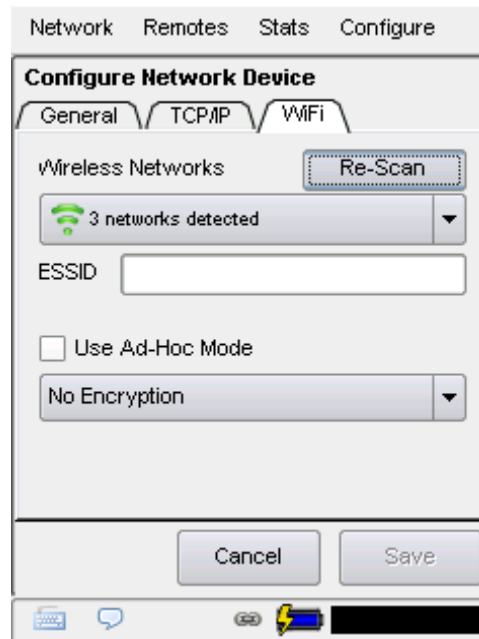 Network Remotes Stats Configure
Configure Network Device
General TCP/IP WiFi
Wireless Networks Re-Scan
3 networks detected
ESSID
Use Ad-Hoc Mode
No Encryption
Cancel Save